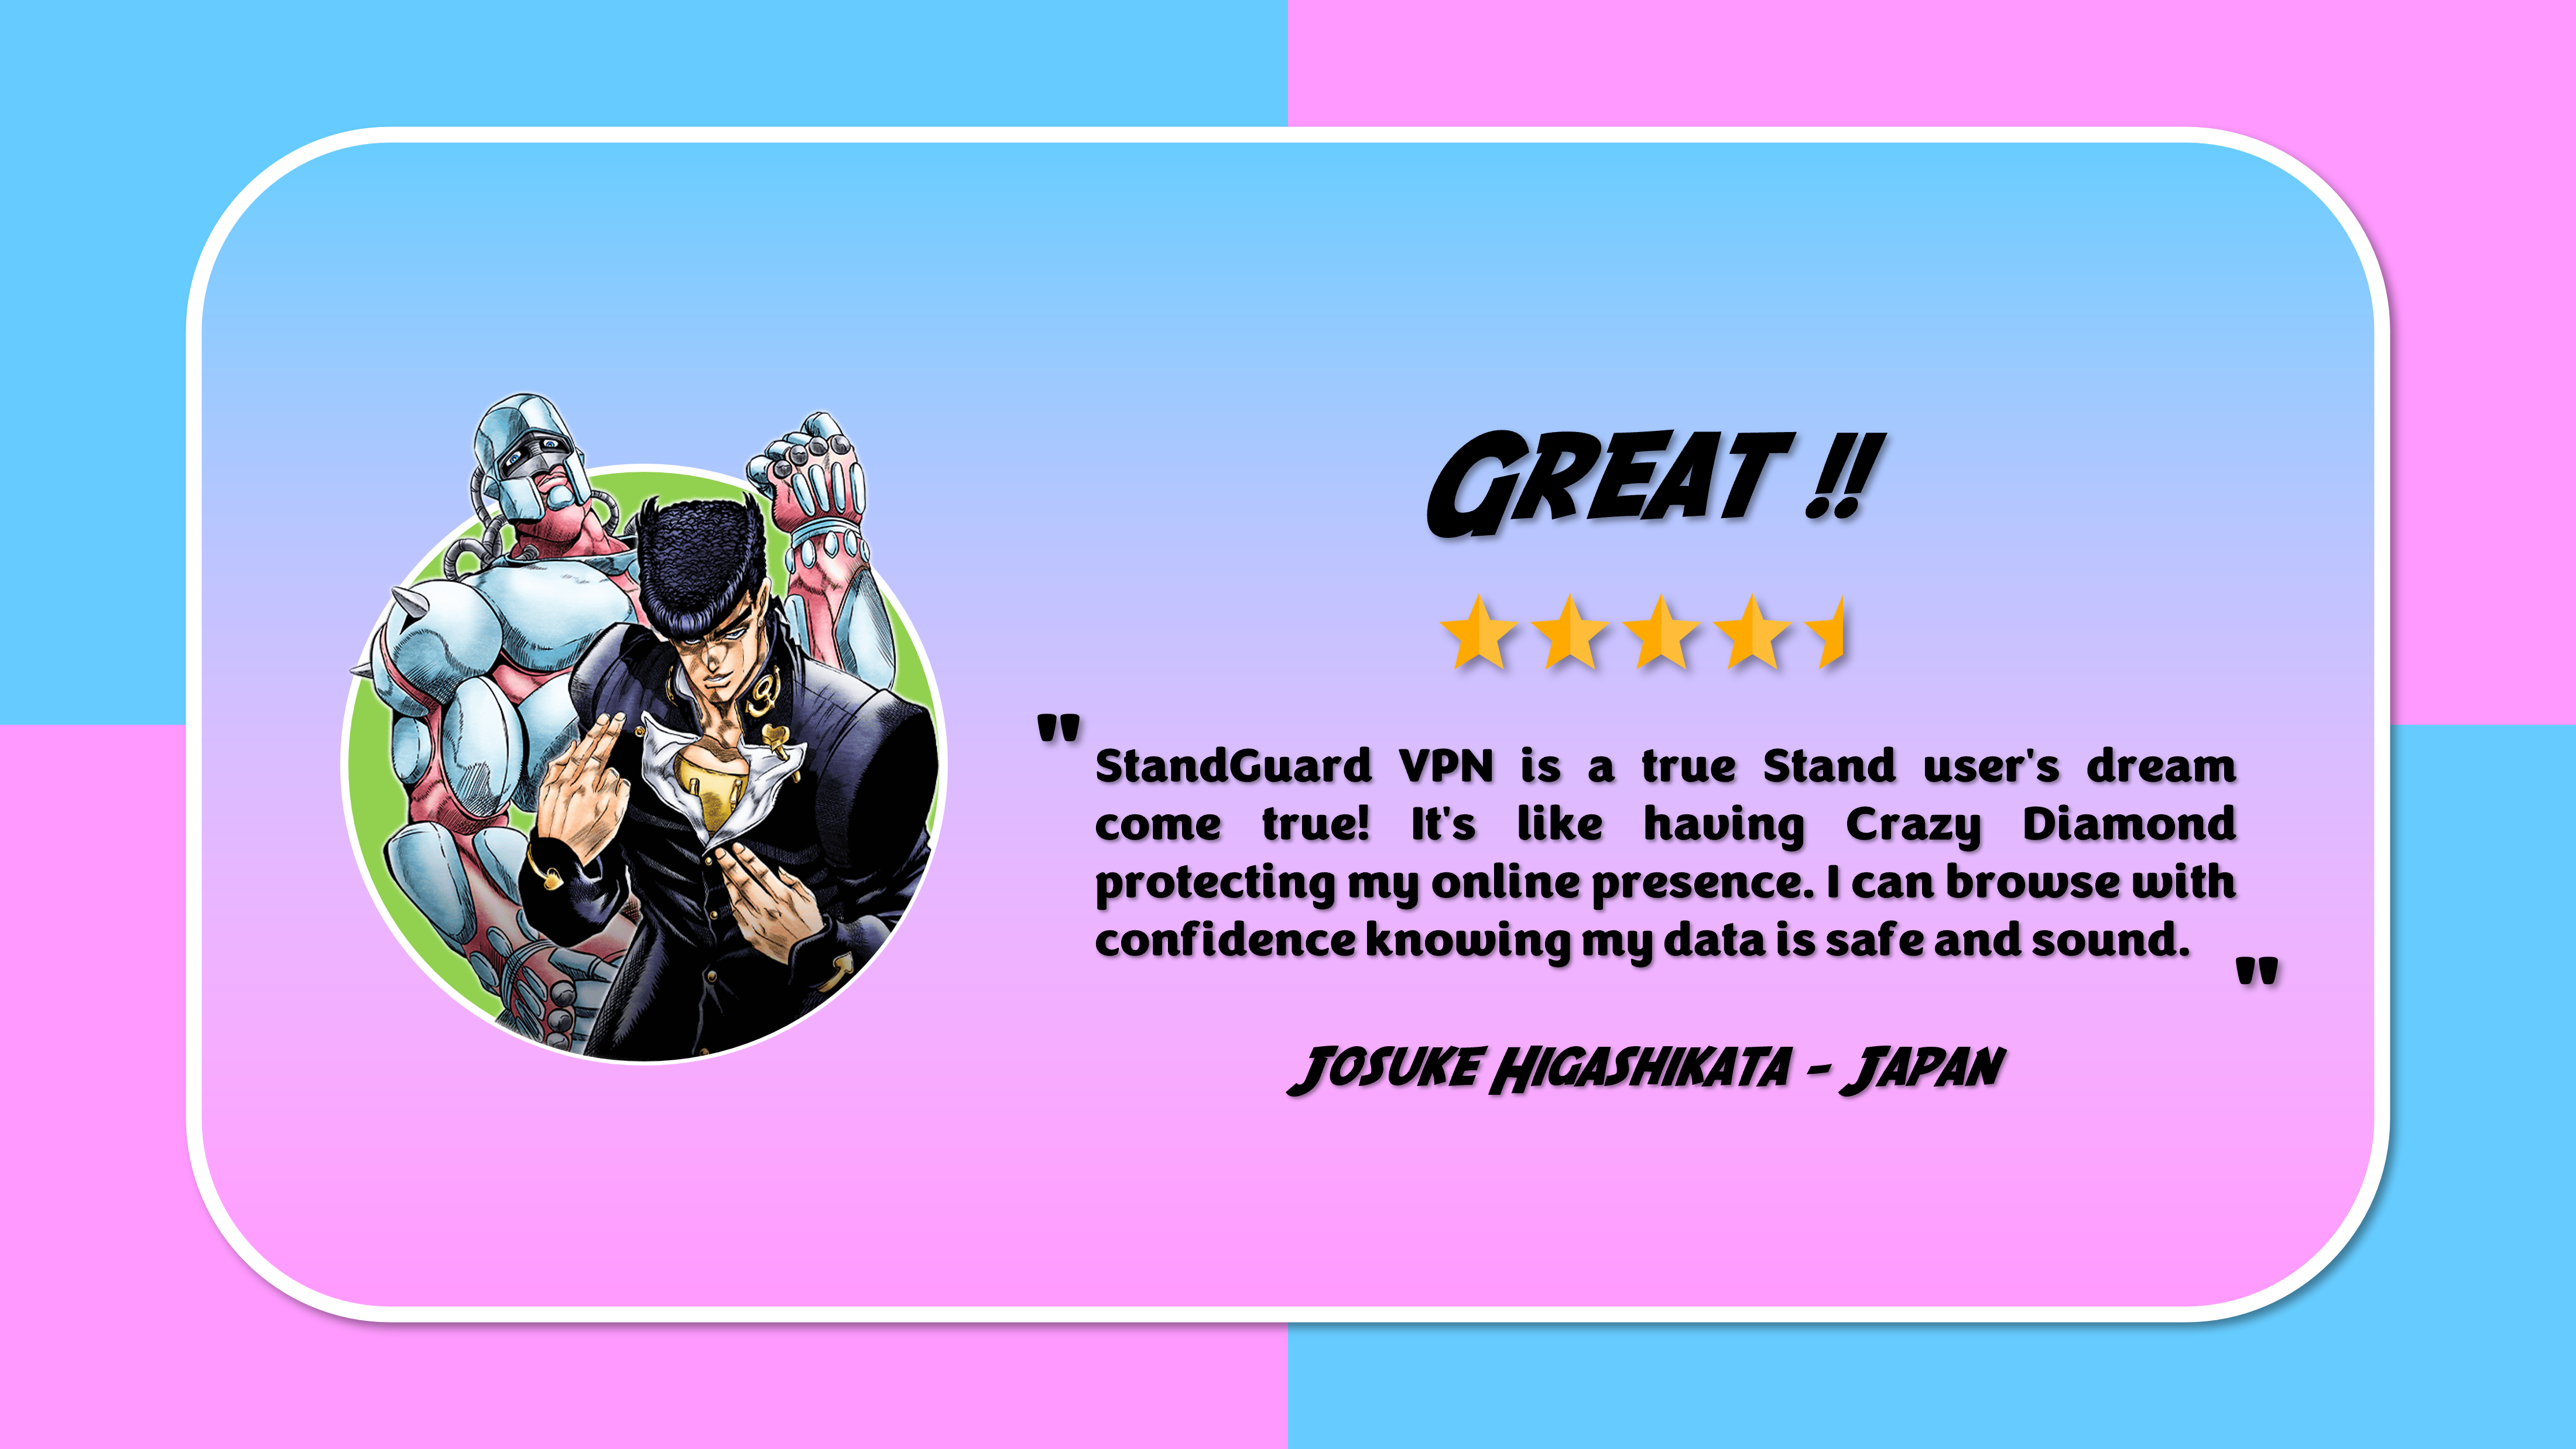 GREAT !!
"
StandGuard VPN is a true Stand user's dream
come true! It's like having Crazy Diamond
protecting my online presence. I can browse with
confidence knowing my data is safe and sound.
"
JOSUKE HIGASHIKATA - JAPAN